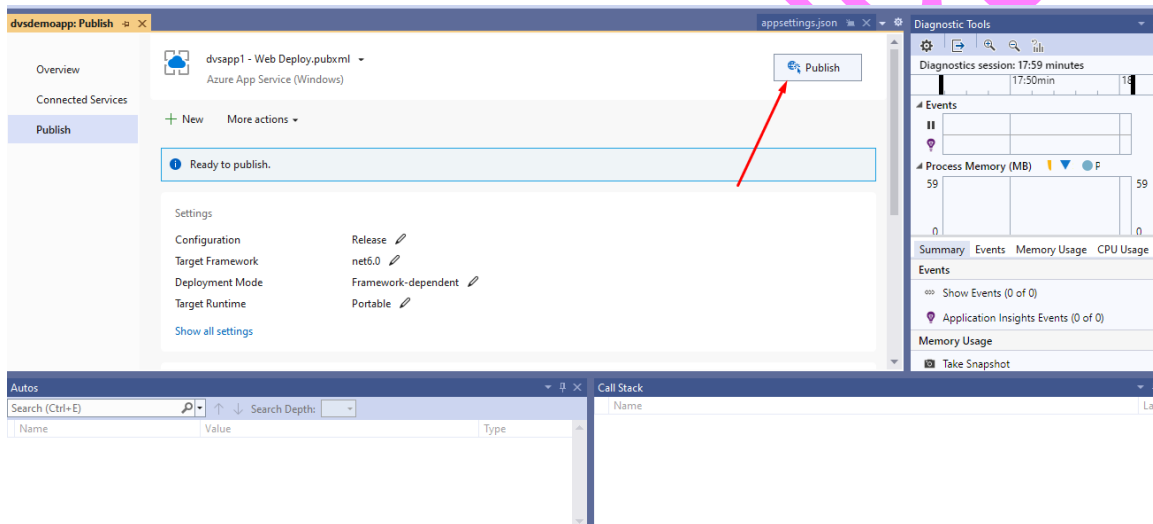 dvsdemoapp: Publish
appsettings.json
Overview
Connected Services
Publish
dvsapp1 - Web Deploy.pubxml
Azure App Service (Windows)
Publish
New More actions
Ready to publish.
Settings
Configuration Release
Target Framework net6.0
Deployment Mode Framework-dependent
Target Runtime Portable
Show all settings
Diagnostic Tools
Diagnostics session: 17:59 minutes
17:50min 18
Events
Process Memory (MB) P
59 59
0 0
Summary Events Memory Usage CPU Usage
Events
Show Events (0 of 0)
Application Insights Events (0 of 0)
Memory Usage
Take Snapshot
Autos
Search (Ctrl+E) Search Depth:
Name Value Type
Call Stack
Name La